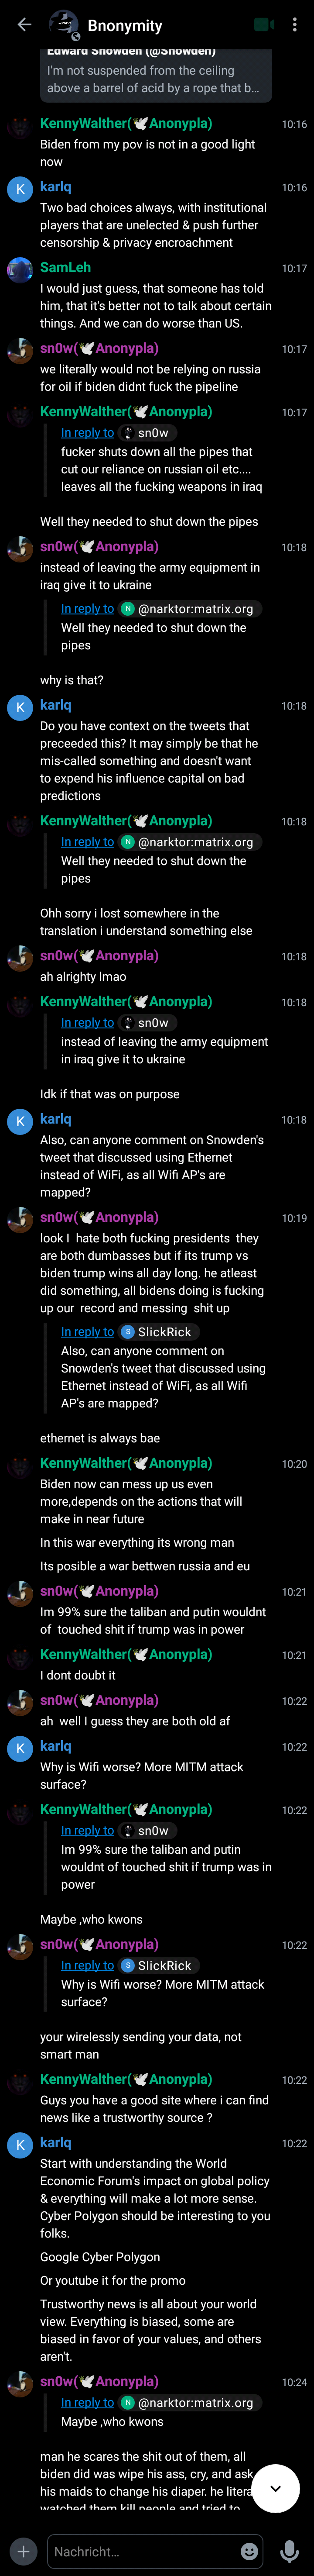 Bnonymity
Edward Snowden (@Snowden)
I'm not suspended from the ceiling
above a barrel of acid by a rope that b...
KennyWalther(🕊Anonypla)
10:16
Biden from my pov is not in a good light
now
K
karlq
10:16
Two bad choices always, with institutional
players that are unelected & push further
censorship & privacy encroachment
SamLeh
10:17
I would just guess, that someone has told
him, that it's better not to talk about certain
things. And we can do worse than US.
sn0w(🕊Anonypla)
10:17
we literally would not be relying on russia
for oil if biden didnt fuck the pipeline
KennyWalther(🕊Anonypla)
10:17
In reply to sn0w
fucker shuts down all the pipes that
cut our reliance on russian oil etc....
leaves all the fucking weapons in iraq
Well they needed to shut down the pipes
sn0w(🕊Anonypla)
10:18
instead of leaving the army equipment in
iraq give it to ukraine
In reply to N @narktor:matrix.org
Well they needed to shut down the
pipes
why is that?
K
karlq
10:18
Do you have context on the tweets that
preceeded this? It may simply be that he
mis-called something and doesn't want
to expend his influence capital on bad
predictions
KennyWalther(🕊Anonypla)
10:18
In reply to N @narktor:matrix.org
Well they needed to shut down the
pipes
Ohh sorry i lost somewhere in the
translation i understand something else
sn0w(🕊Anonypla)
10:18
ah alrighty lmao
KennyWalther(🕊Anonypla)
10:18
In reply to sn0w
instead of leaving the army equipment
in iraq give it to ukraine
Idk if that was on purpose
K
karlq
10:18
Also, can anyone comment on Snowden's
tweet that discussed using Ethernet
instead of WiFi, as all Wifi AP's are
mapped?
sn0w(🕊Anonypla)
10:19
look I hate both fucking presidents they
are both dumbasses but if its trump vs
biden trump wins all day long. he atleast
did something, all bidens doing is fucking
up our record and messing shit up
In reply to S SlickRick
Also, can anyone comment on
Snowden's tweet that discussed using
Ethernet instead of WiFi, as all Wifi
AP's are mapped?
ethernet is always bae
KennyWalther(🕊Anonypla)
10:20
Biden now can mess up us even
more,depends on the actions that will
make in near future
In this war everything its wrong man
Its posible a war bettwen russia and eu
sn0w(🕊Anonypla)
10:21
Im 99% sure the taliban and putin wouldnt
of touched shit if trump was in power
KennyWalther(🕊Anonypla)
10:21
I dont doubt it
sn0w(🕊Anonypla)
10:22
ah well I guess they are both old af
K
karlq
10:22
Why is Wifi worse? More MITM attack
surface?
KennyWalther(🕊Anonypla)
10:22
In reply to sn0w
Im 99% sure the taliban and putin
wouldnt of touched shit if trump was in
power
Maybe ,who kwons
sn0w(🕊Anonypla)
10:22
In reply to S SlickRick
Why is Wifi worse? More MITM attack
surface?
your wirelessly sending your data, not
smart man
KennyWalther(🕊Anonypla)
10:22
Guys you have a good site where i can find
news like a trustworthy source ?
K
karlq
10:22
Start with understanding the World
Economic Forum's impact on global policy
& everything will make a lot more sense.
Cyber Polygon should be interesting to you
folks.
Google Cyber Polygon
Or youtube it for the promo
Trustworthy news is all about your world
view. Everything is biased, some are
biased in favor of your values, and others
aren't.
sn0w(🕊Anonypla)
10:24
In reply to N @narktor:matrix.org
Maybe ,who kwons
man he scares the shit out of them, all
biden did was wipe his ass, cry, and ask
his maids to change his diaper. he litera
watched them kill people and tried to
Nachricht...